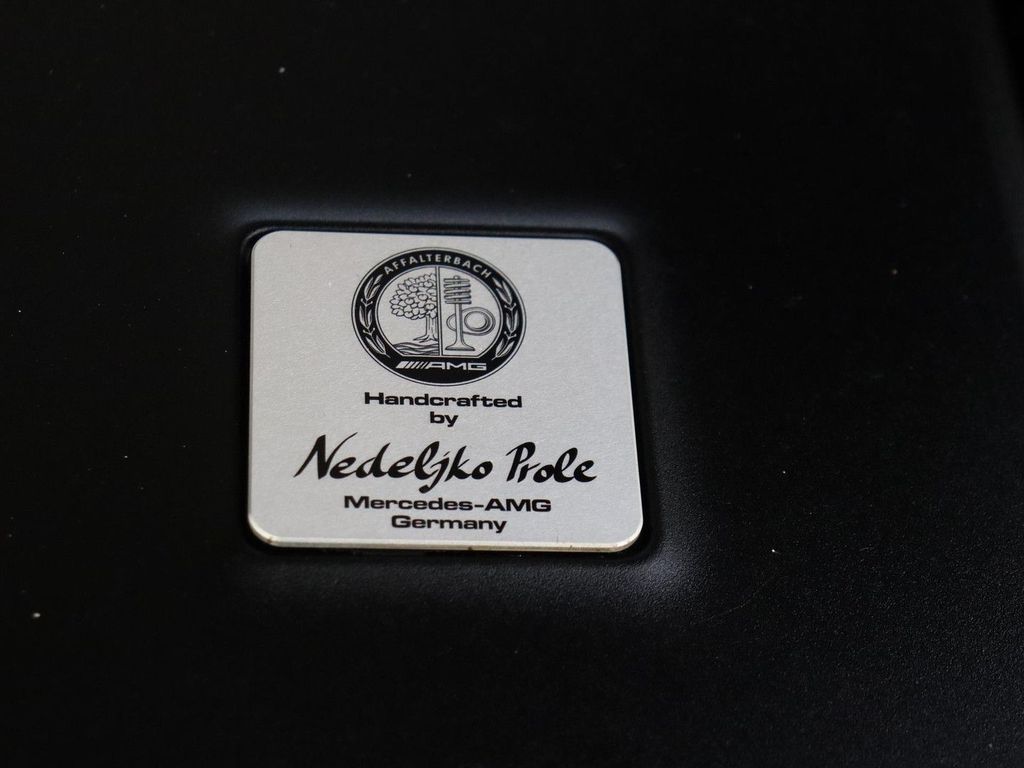 AFFALTERBACH
AMG
Handcrafted
by
Nedeljko Prole
Mercedes-AMG
Germany